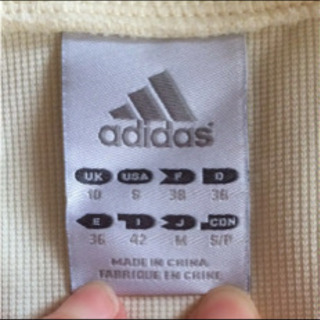 adidas
UK USA F D
10 S 38 36
E I J CDN
36 42 M S/P
MADE IN CHINA
FABRIQUE EN CHINE